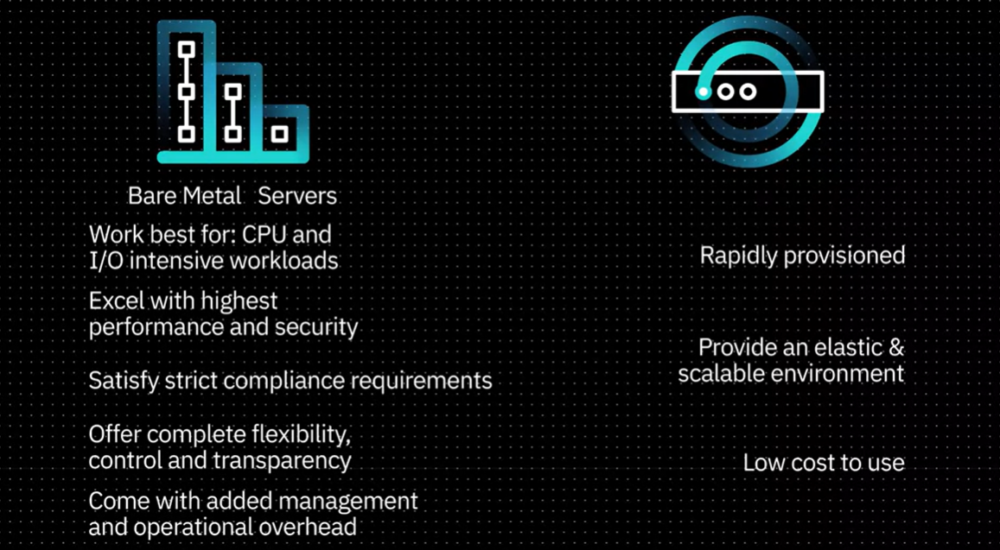 Bare Metal Servers
Work best for: CPU and
I/O intensive workloads
Excel with highest
performance and security
Satisfy strict compliance requirements
Offer complete flexibility,
control and transparency
Come with added management
and operational overhead
Rapidly provisioned
Provide an elastic &
scalable environment
Low cost to use